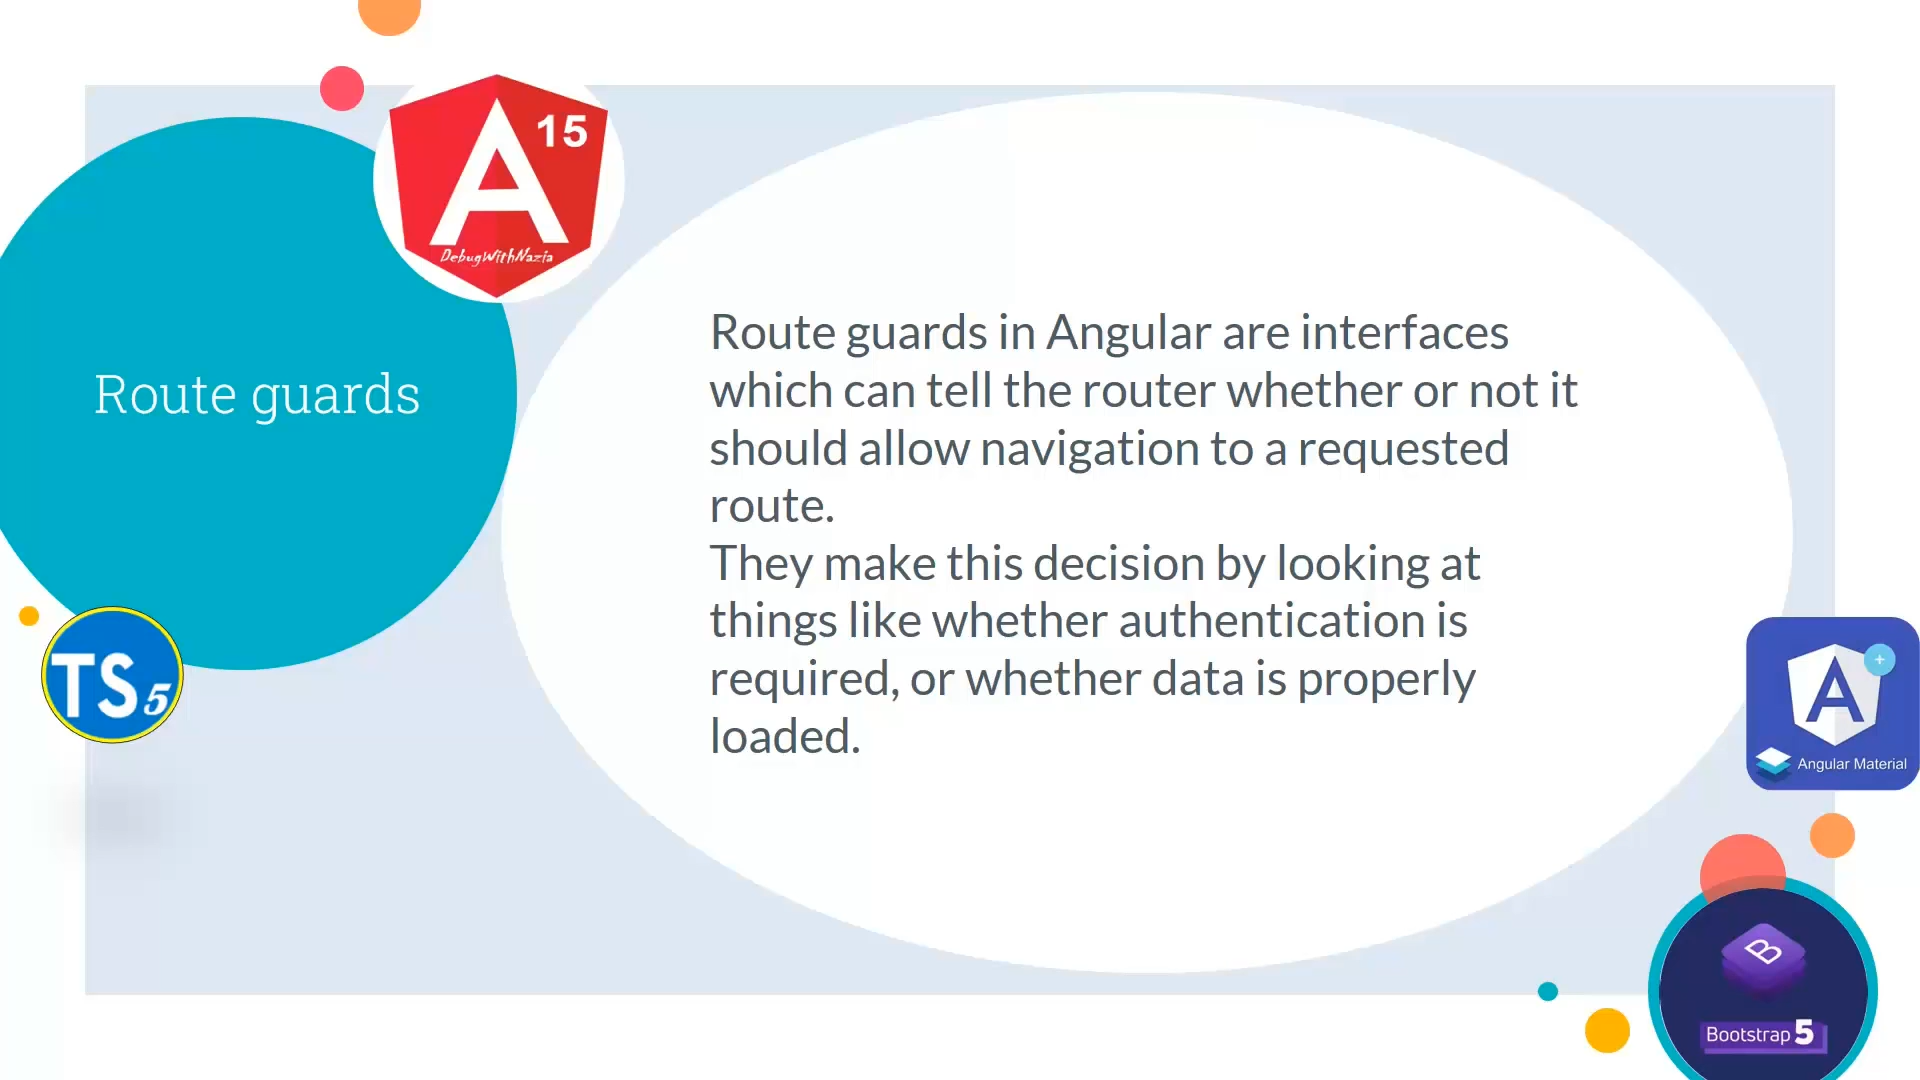 15
DebugWithNazia
Route guards
Route guards in Angular are interfaces
which can tell the router whether or not it
should allow navigation to a requested
route.
They make this decision by looking at
things like whether authentication is
required, or whether data is properly
loaded.
TS5
A
+
Angular Material
B
Bootstrap 5